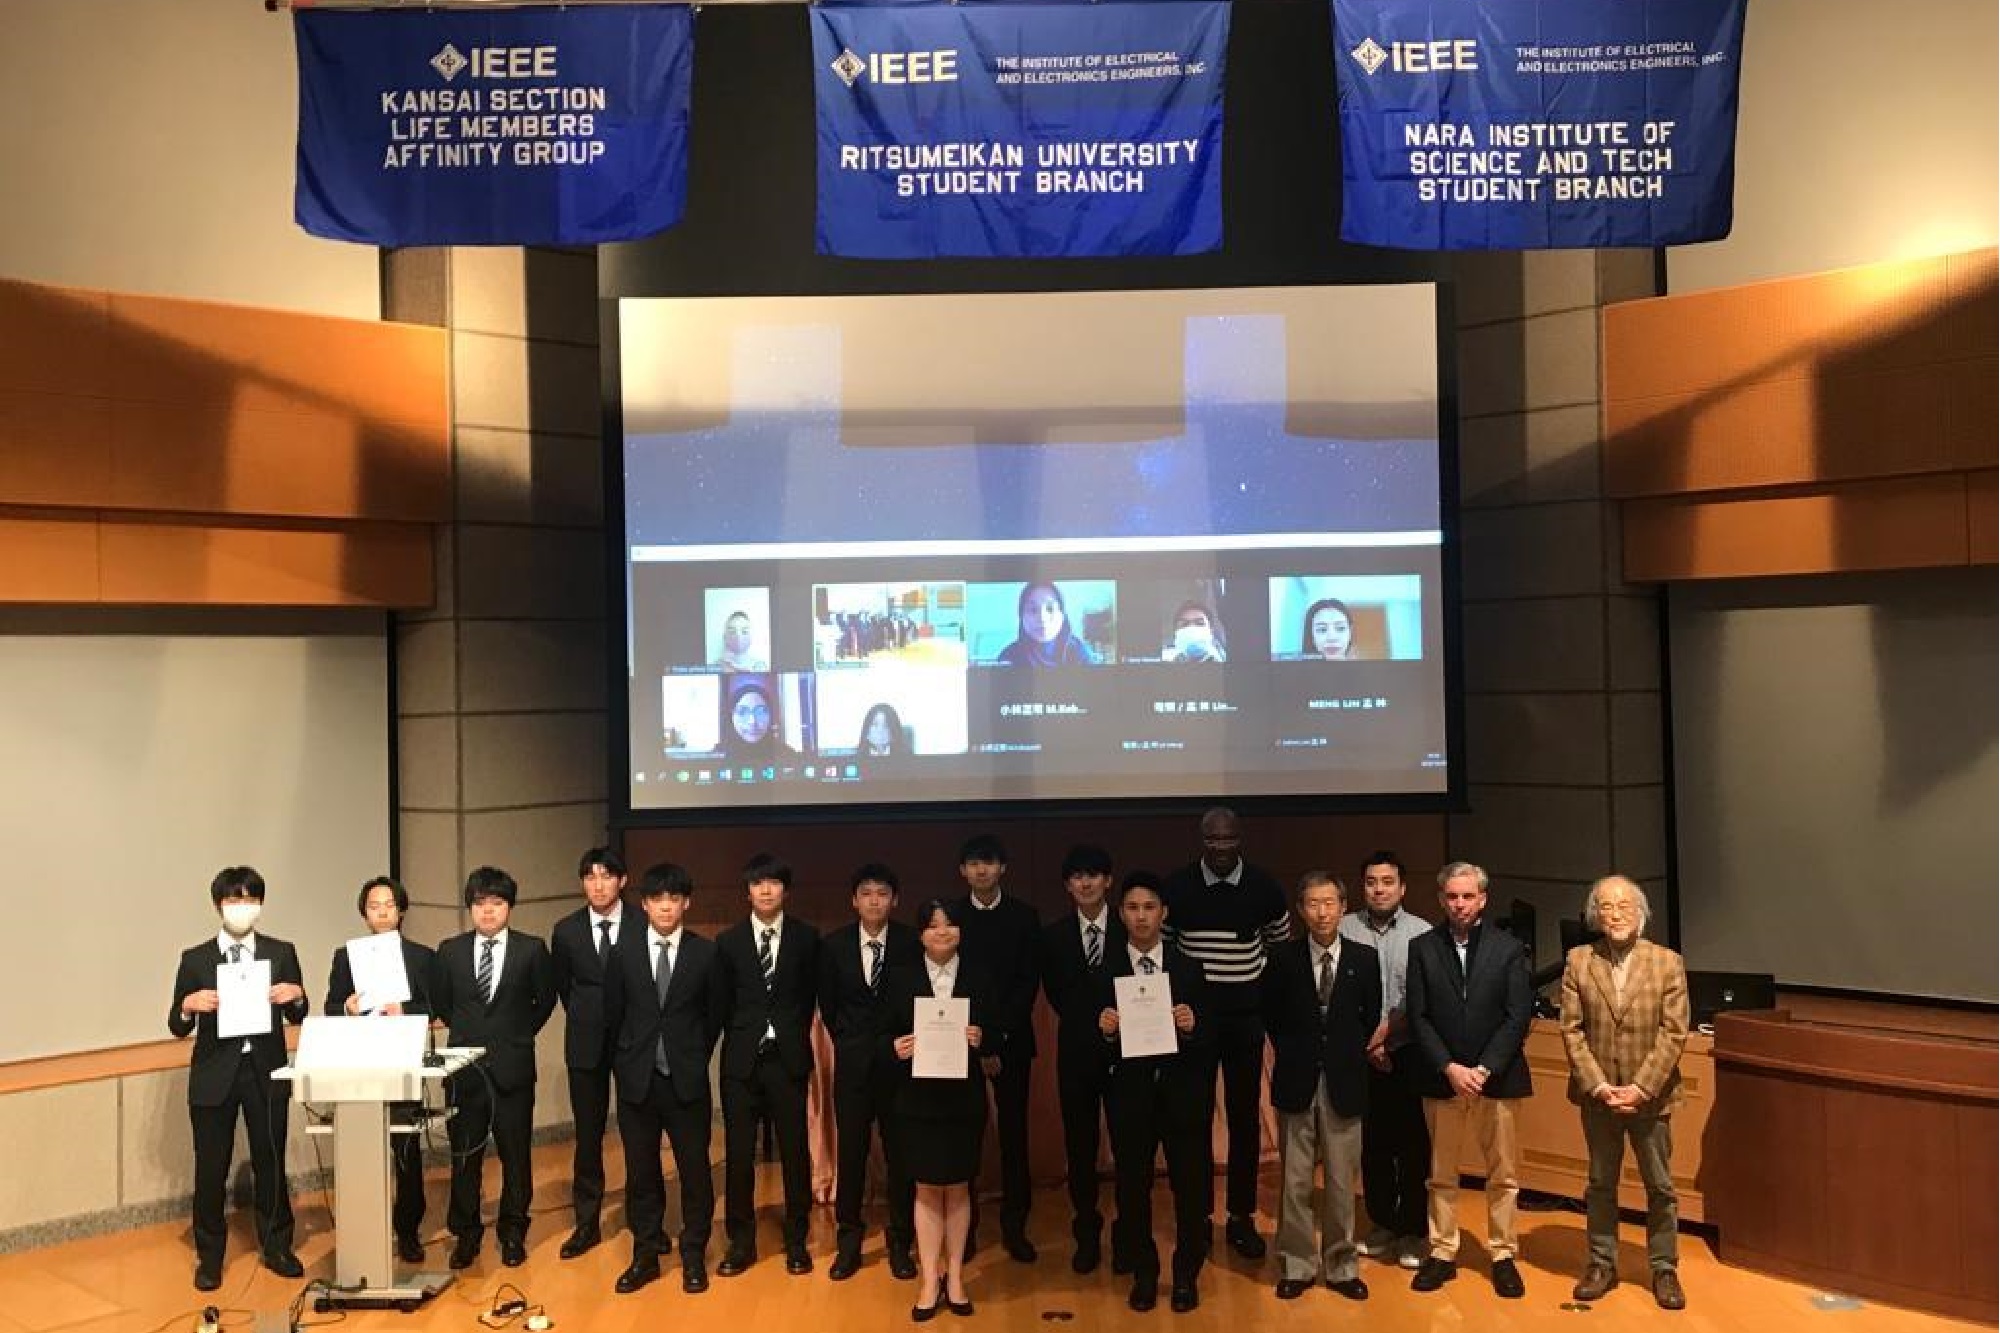 IEEE
KANSAI SECTION
LIFE MEMBERS
AFFINITY GROUP
IEEE
THE INSTITUTE OF ELECTRICAL
AND ELECTRONICS ENGINEERS, INC.
RITSUMEIKAN UNIVERSITY
STUDENT BRANCH
IEEE
THE INSTITUTE OF ELECTRICAL
AND ELECTRONICS ENGINEERS, INC.
NARA INSTITUTE OF
SCIENCE AND TECH
STUDENT BRANCH
MENG LIN 孟 林